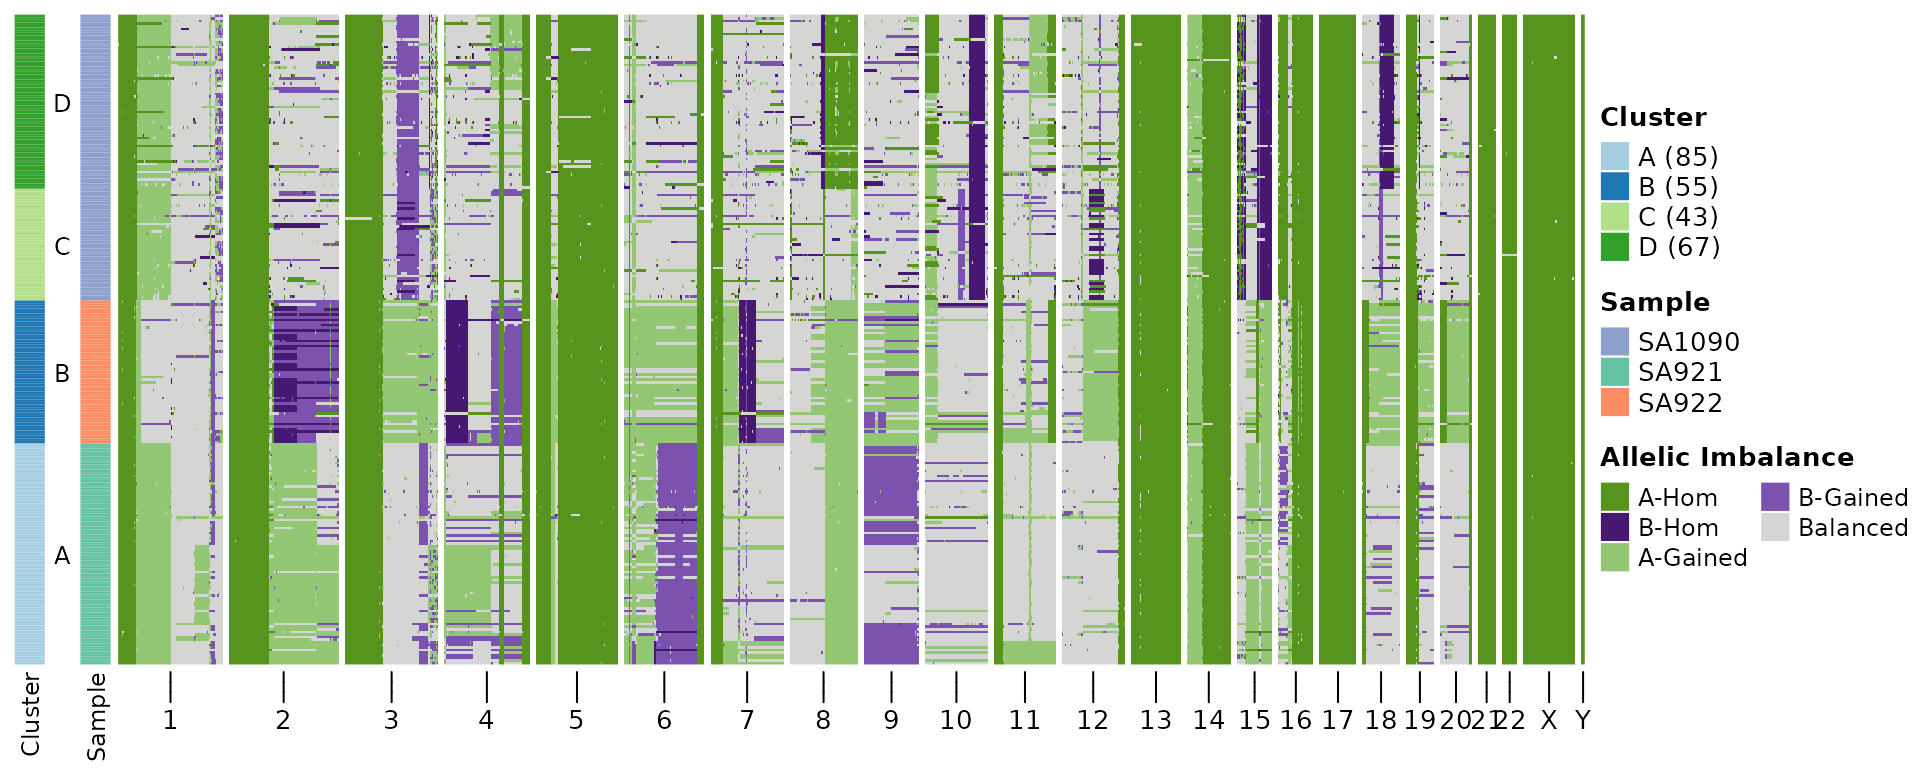 D
C
B
A
Cluster
Sample
1 2 3 4 5 6 7 8 9 10 11 12 13 14 15 16 17 18 19 20 21 22 X Y
Cluster
A (85)
B (55)
C (43)
D (67)
Sample
SA1090
SA921
SA922
Allelic Imbalance
A-Hom B-Gained
B-Hom Balanced
A-Gained